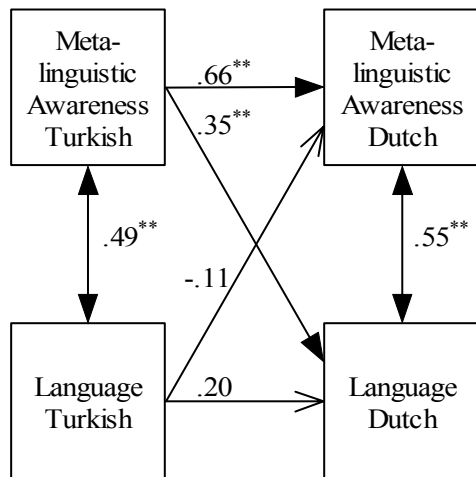 Meta-
linguistic
Awareness
Turkish
Meta-
linguistic
Awareness
Dutch
.66**
.35**
.49**
.55**
-.11
.20
Language
Turkish
Language
Dutch